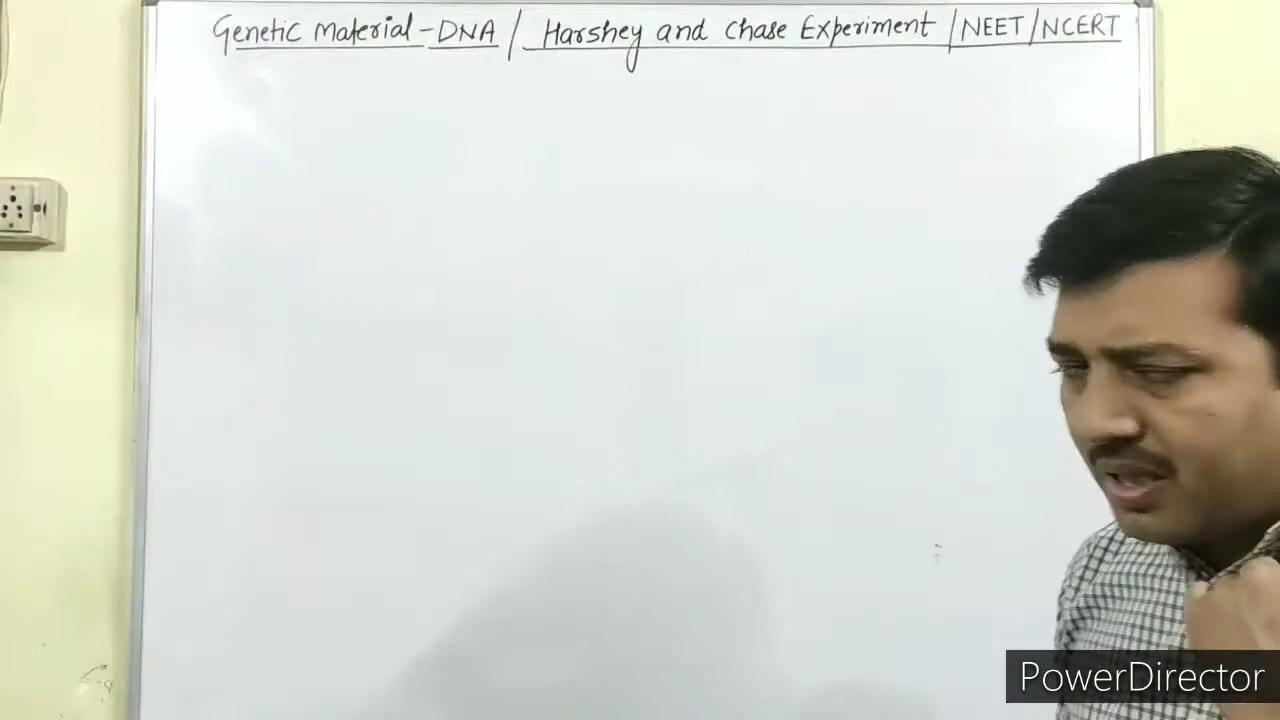 Genetic Material - DNA / Harshey and Chase Experiment / NEET / NCERT
PowerDirector